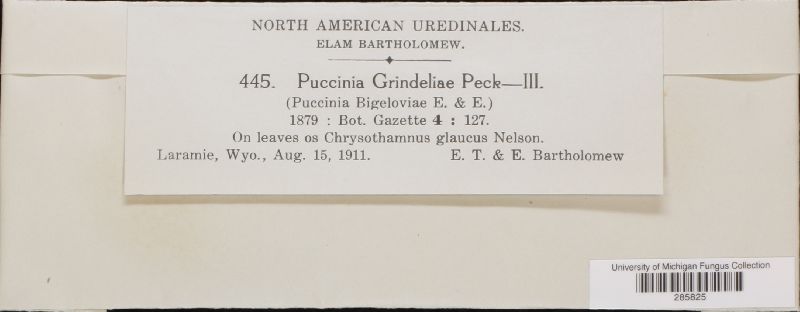 NORTH AMERICAN UREDINALES.
ELAM BARTHOLOMEW.
445. Puccinia Grindeliae Peck—III.
(Puccinia Bigeloviae E. & E.)
1879 : Bot. Gazette 4 : 127.
On leaves os Chrysothamnus glaucus Nelson.
Laramie, Wyo., Aug. 15, 1911. E. T. & E. Bartholomew
University of Michigan Fungus Collection
285825